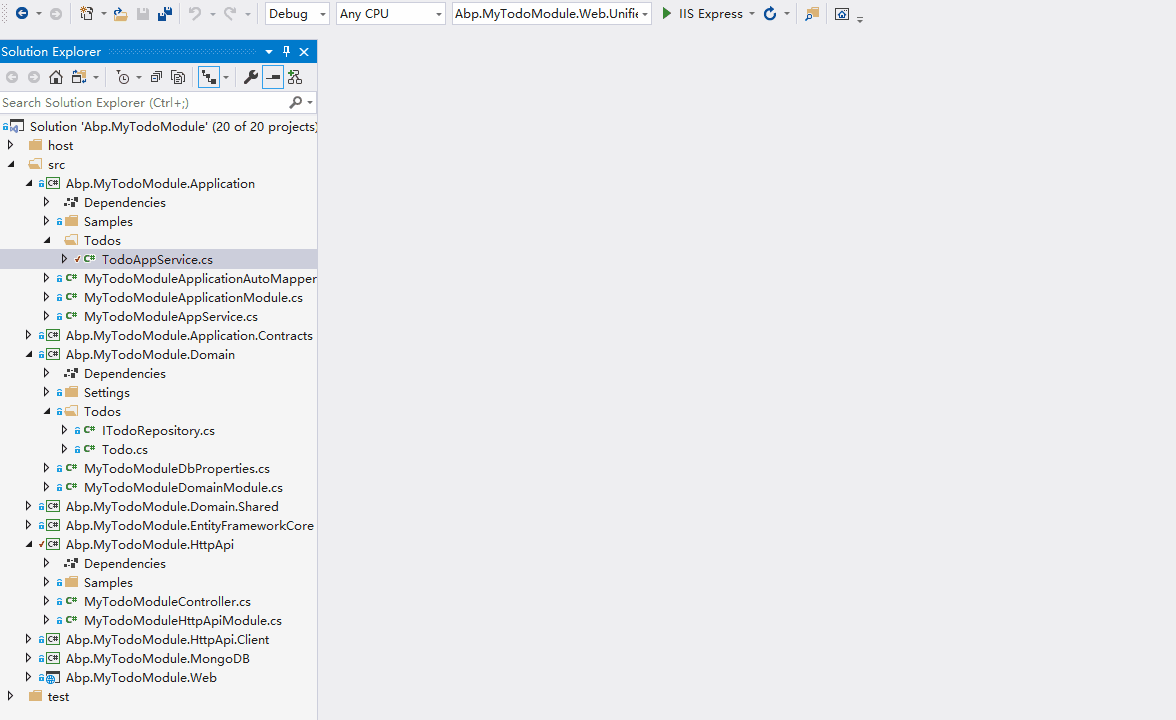 Debug Any CPU Abp.MyTodoModule.Web.Unifie IIS Express
Solution Explorer
Search Solution Explorer (Ctrl+;)
Solution 'Abp.MyTodoModule' (20 of 20 projects)
host
src
C# Abp.MyTodoModule.Application
Dependencies
Samples
Todos
C# TodoAppService.cs
C# MyTodoModuleApplicationAutoMapper
C# MyTodoModuleApplicationModule.cs
C# MyTodoModuleAppService.cs
C# Abp.MyTodoModule.Application.Contracts
C# Abp.MyTodoModule.Domain
Dependencies
Settings
Todos
C# ITodoRepository.cs
C# Todo.cs
C# MyTodoModuleDbProperties.cs
C# MyTodoModuleDomainModule.cs
C# Abp.MyTodoModule.Domain.Shared
C# Abp.MyTodoModule.EntityFrameworkCore
C# Abp.MyTodoModule.HttpApi
Dependencies
Samples
C# MyTodoModuleController.cs
C# MyTodoModuleHttpApiModule.cs
C# Abp.MyTodoModule.HttpApi.Client
C# Abp.MyTodoModule.MongoDB
Abp.MyTodoModule.Web
test